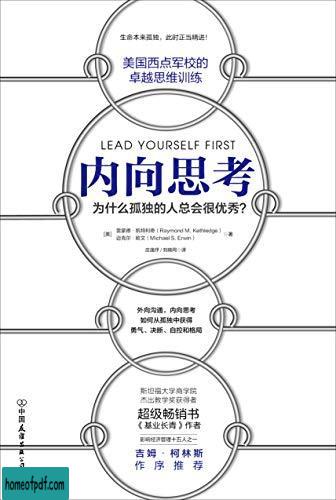 生命本来孤独，此时正当精进！
美国西点军校的
卓越思维训练
LEAD YOURSELF FIRST
内向思考
为什么孤独的人总会很优秀？
[美] 雷蒙德·凯特利奇（Raymond M. Kethledge）
迈克尔·欧文（Michael S. Erwin） 著
外向沟通，内向思考
如何从孤独中获得
勇气、决断、自控和格局
斯坦福大学商学院
杰出教学奖获得者
超级畅销书
《基业长青》作者
影响经济管理十五人之一
吉姆·柯林斯
作序推荐
中国友谊出版公司
homeofpdf.com